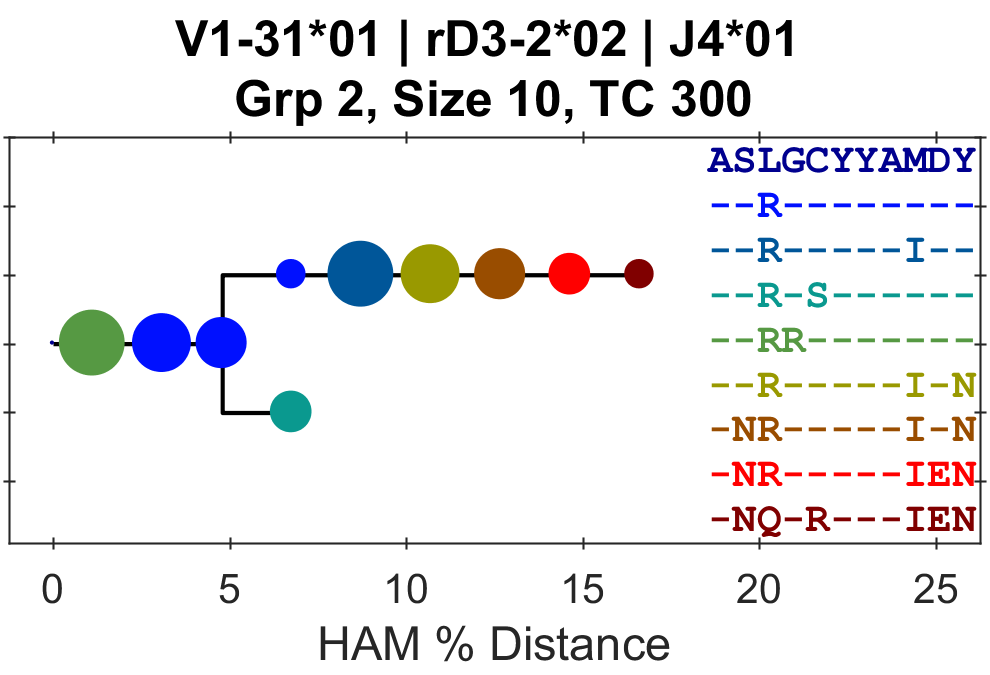 V1-31*01 | rD3-2*02 | J4*01
Grp 2, Size 10, TC 300
ASLGCYYAMDY
--R--------
--R-----I--
--R-S------
--RR-------
--R-----I-N
-NR-----I-N
-NR-----IEN
-NQ-R---IEN
0 5 10 15 20 25
HAM % Distance